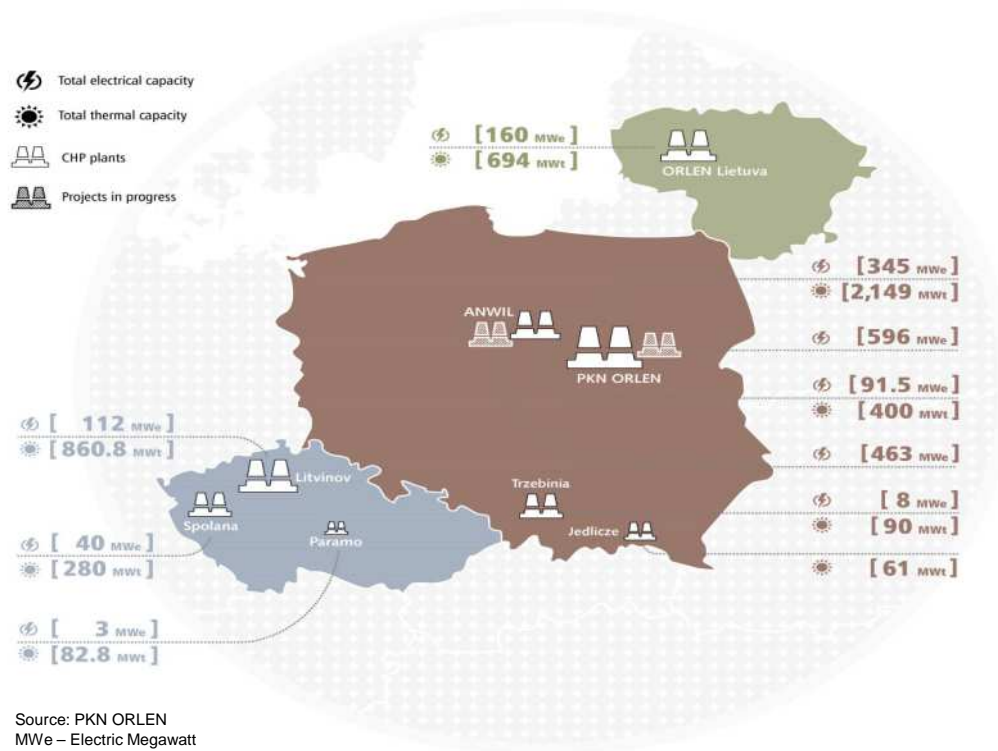 Total electrical capacity
Total thermal capacity
CHP plants
Projects in progress
[160 MWe]
[694 MWt]
ORLEN Lietuva
[345 MWe]
[2,149 MWt]
ANWIL
PKN ORLEN
[596 MWe]
[91.5 MWe]
[400 MWt]
[463 MWe]
[8 MWe]
[90 MWt]
[61 MWt]
Trzebinia
Jedlicze
[112 MWe]
[860.8 MWt]
Litvinov
Spolana
Paramo
[40 MWe]
[280 MWt]
[3 MWe]
[82.8 MWt]
Source: PKN ORLEN
MWe – Electric Megawatt